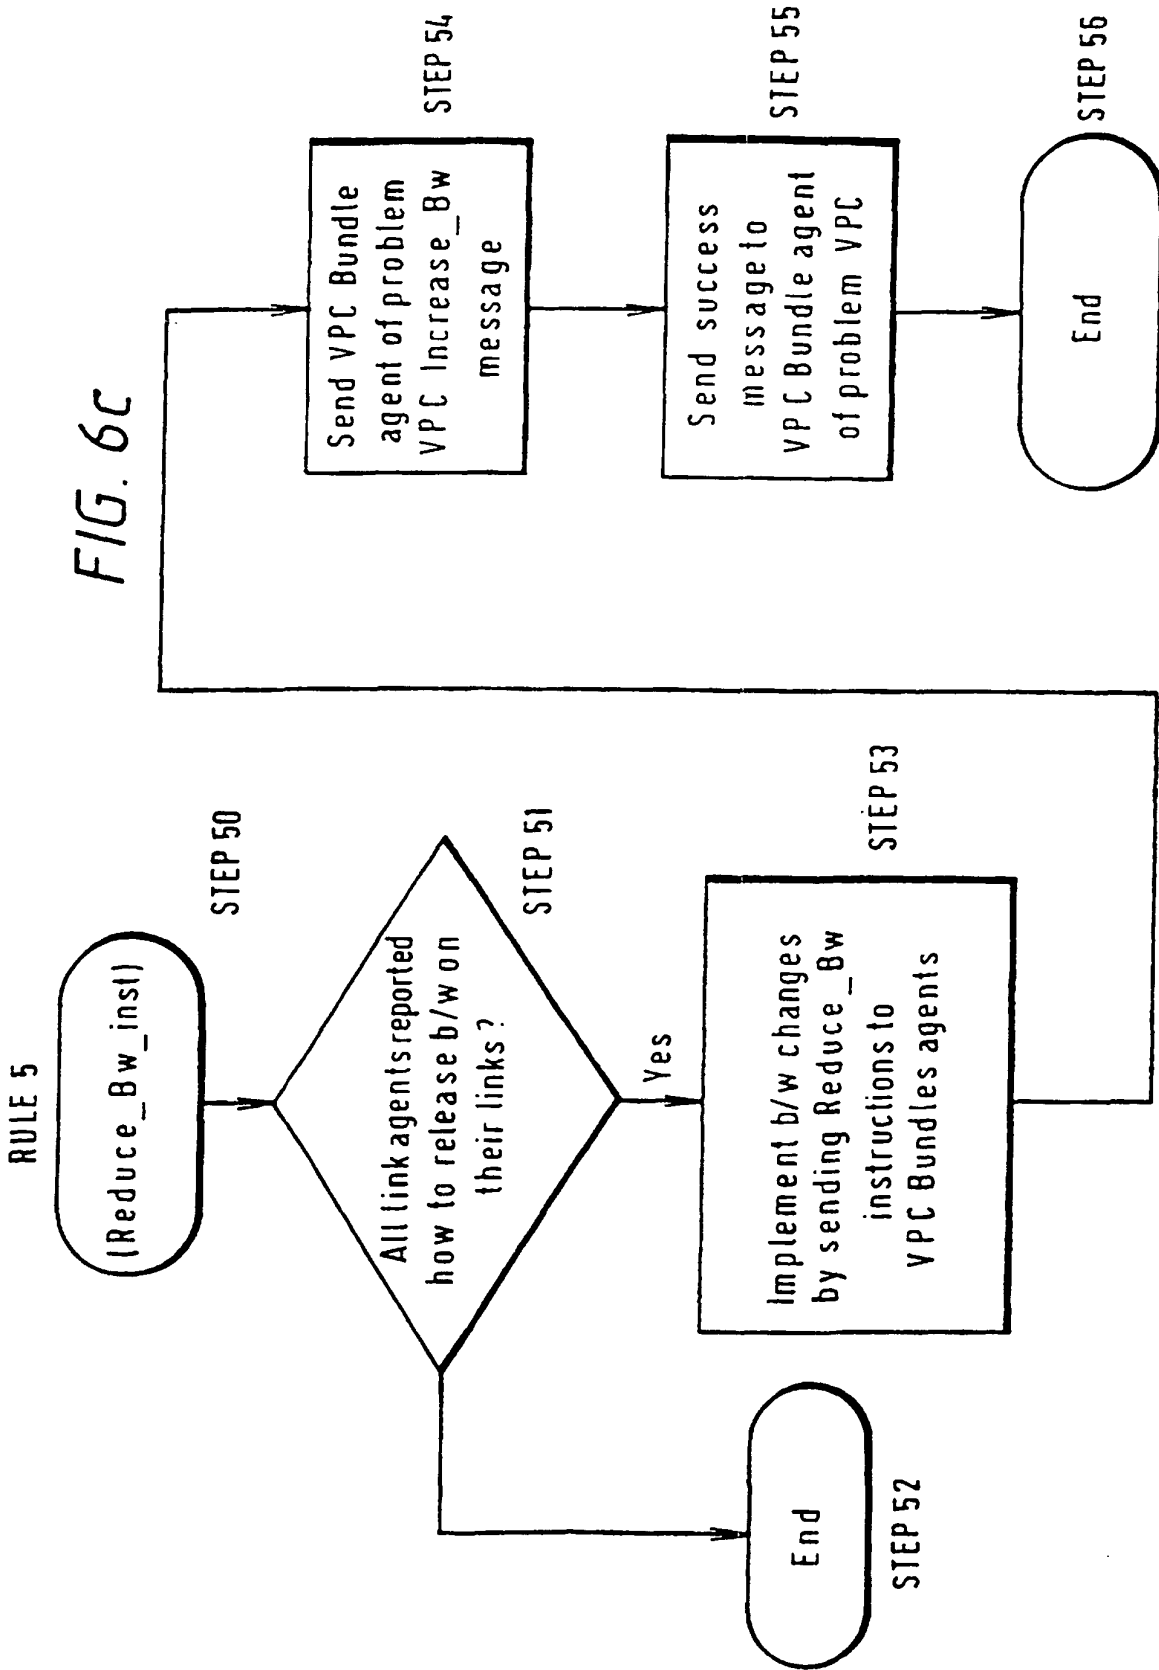 FIG. 6c
RULE 5
(Reduce_Bw_inst)
STEP 50
All link agents reported
how to release b/w on
their links?
STEP 51
Yes
End
STEP 52
Implement b/w changes
by sending Reduce_Bw
instructions to
VPC Bundles agents
STEP 53
Send VPC Bundle
agent of problem
VPC Increase_Bw
message
STEP 54
Send success
message to
VPC Bundle agent
of problem VPC
STEP 55
End
STEP 56